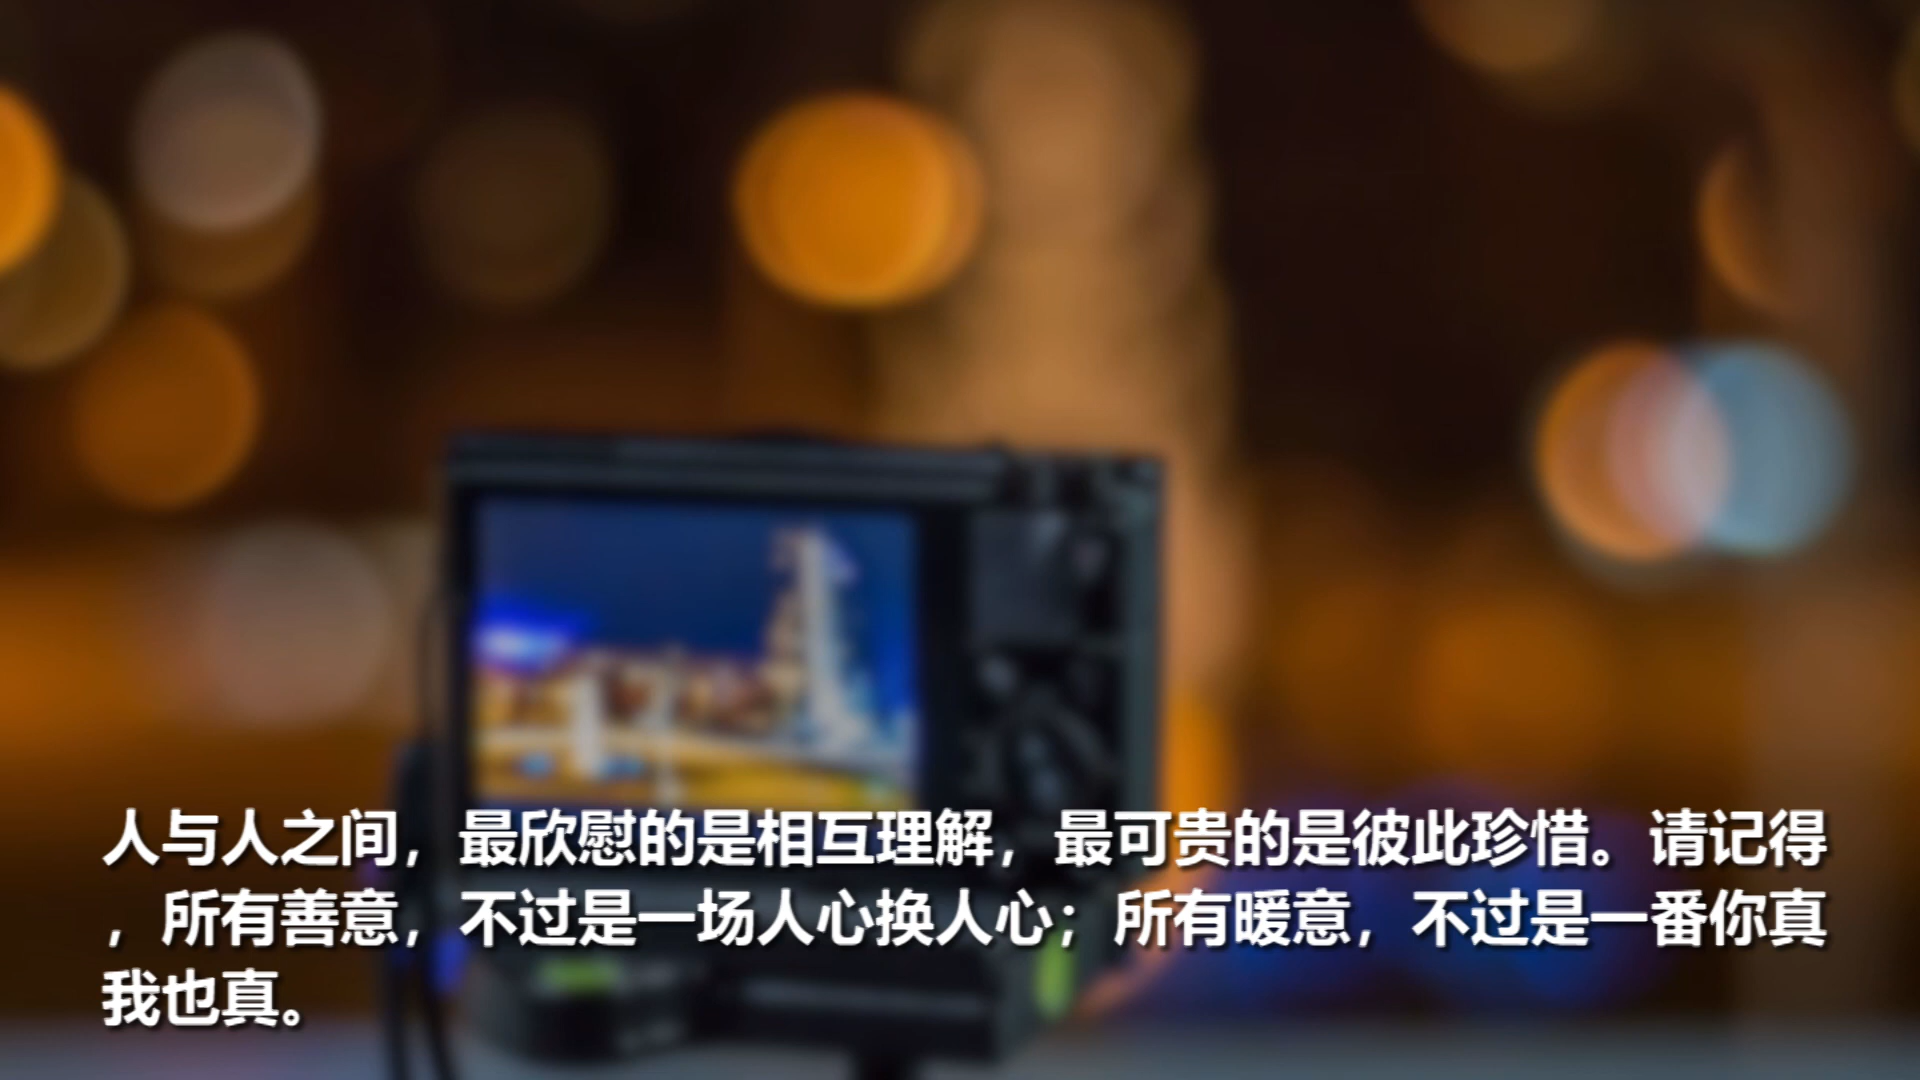 人与人之间，最欣慰的是相互理解，最可贵的是彼此珍惜。请记得
，所有善意，不过是一场人心换人心；所有暖意，不过是一番你真
我也真。